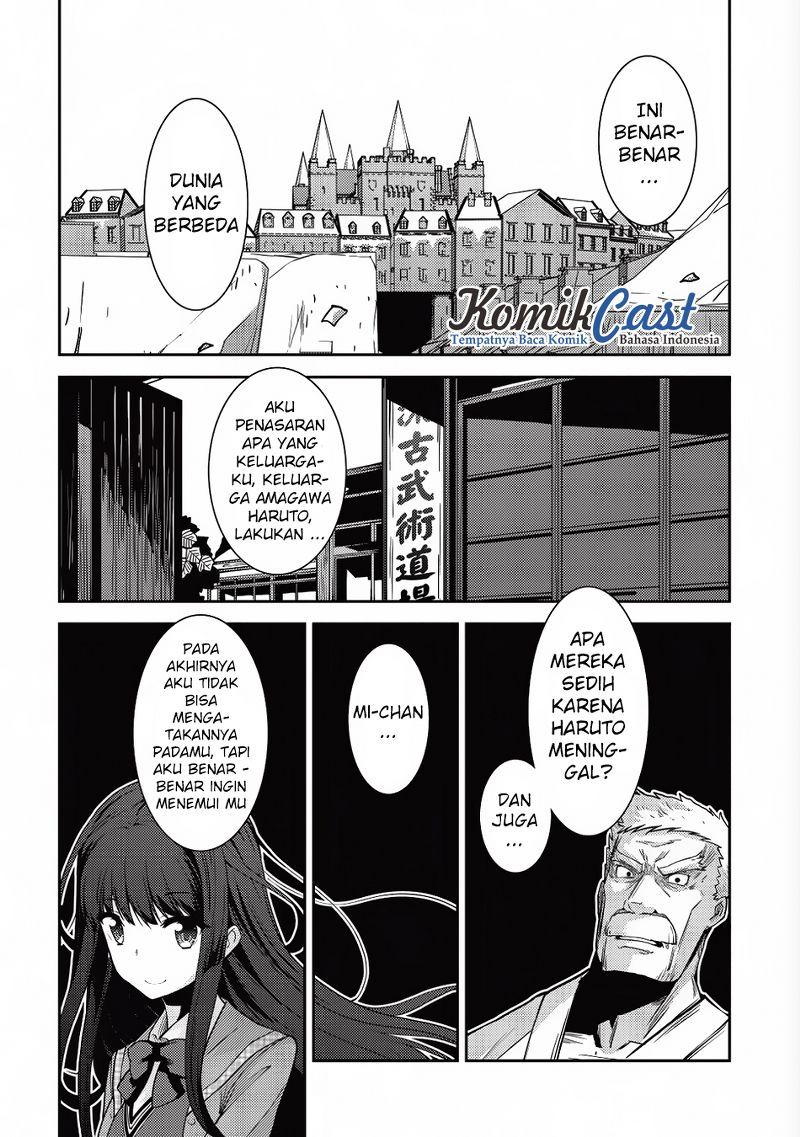 INI
BENAR-
BENAR
...
DUNIA
YANG
BERBEDA
KomikCast
Tempatnya Baca Komik Bahasa Indonesia
AKU
PENASARAN
APA YANG
KELUARGA-
KU, KELUAR-
GA AMAGAWA
HARUTO,
LAKUKAN ...
流古武術道場
APA
MEREKA
SEDIH
KARENA
HARUTO
MENING-
GAL?
DAN
JUGA
...
MI-CHAN
...
PADA
AKHIRNYA
AKU TIDAK
BISA
MENGA-
TAKANNYA
PADAMU, TAPI
AKU BENAR -
BENAR INGIN
MENEMUI MU